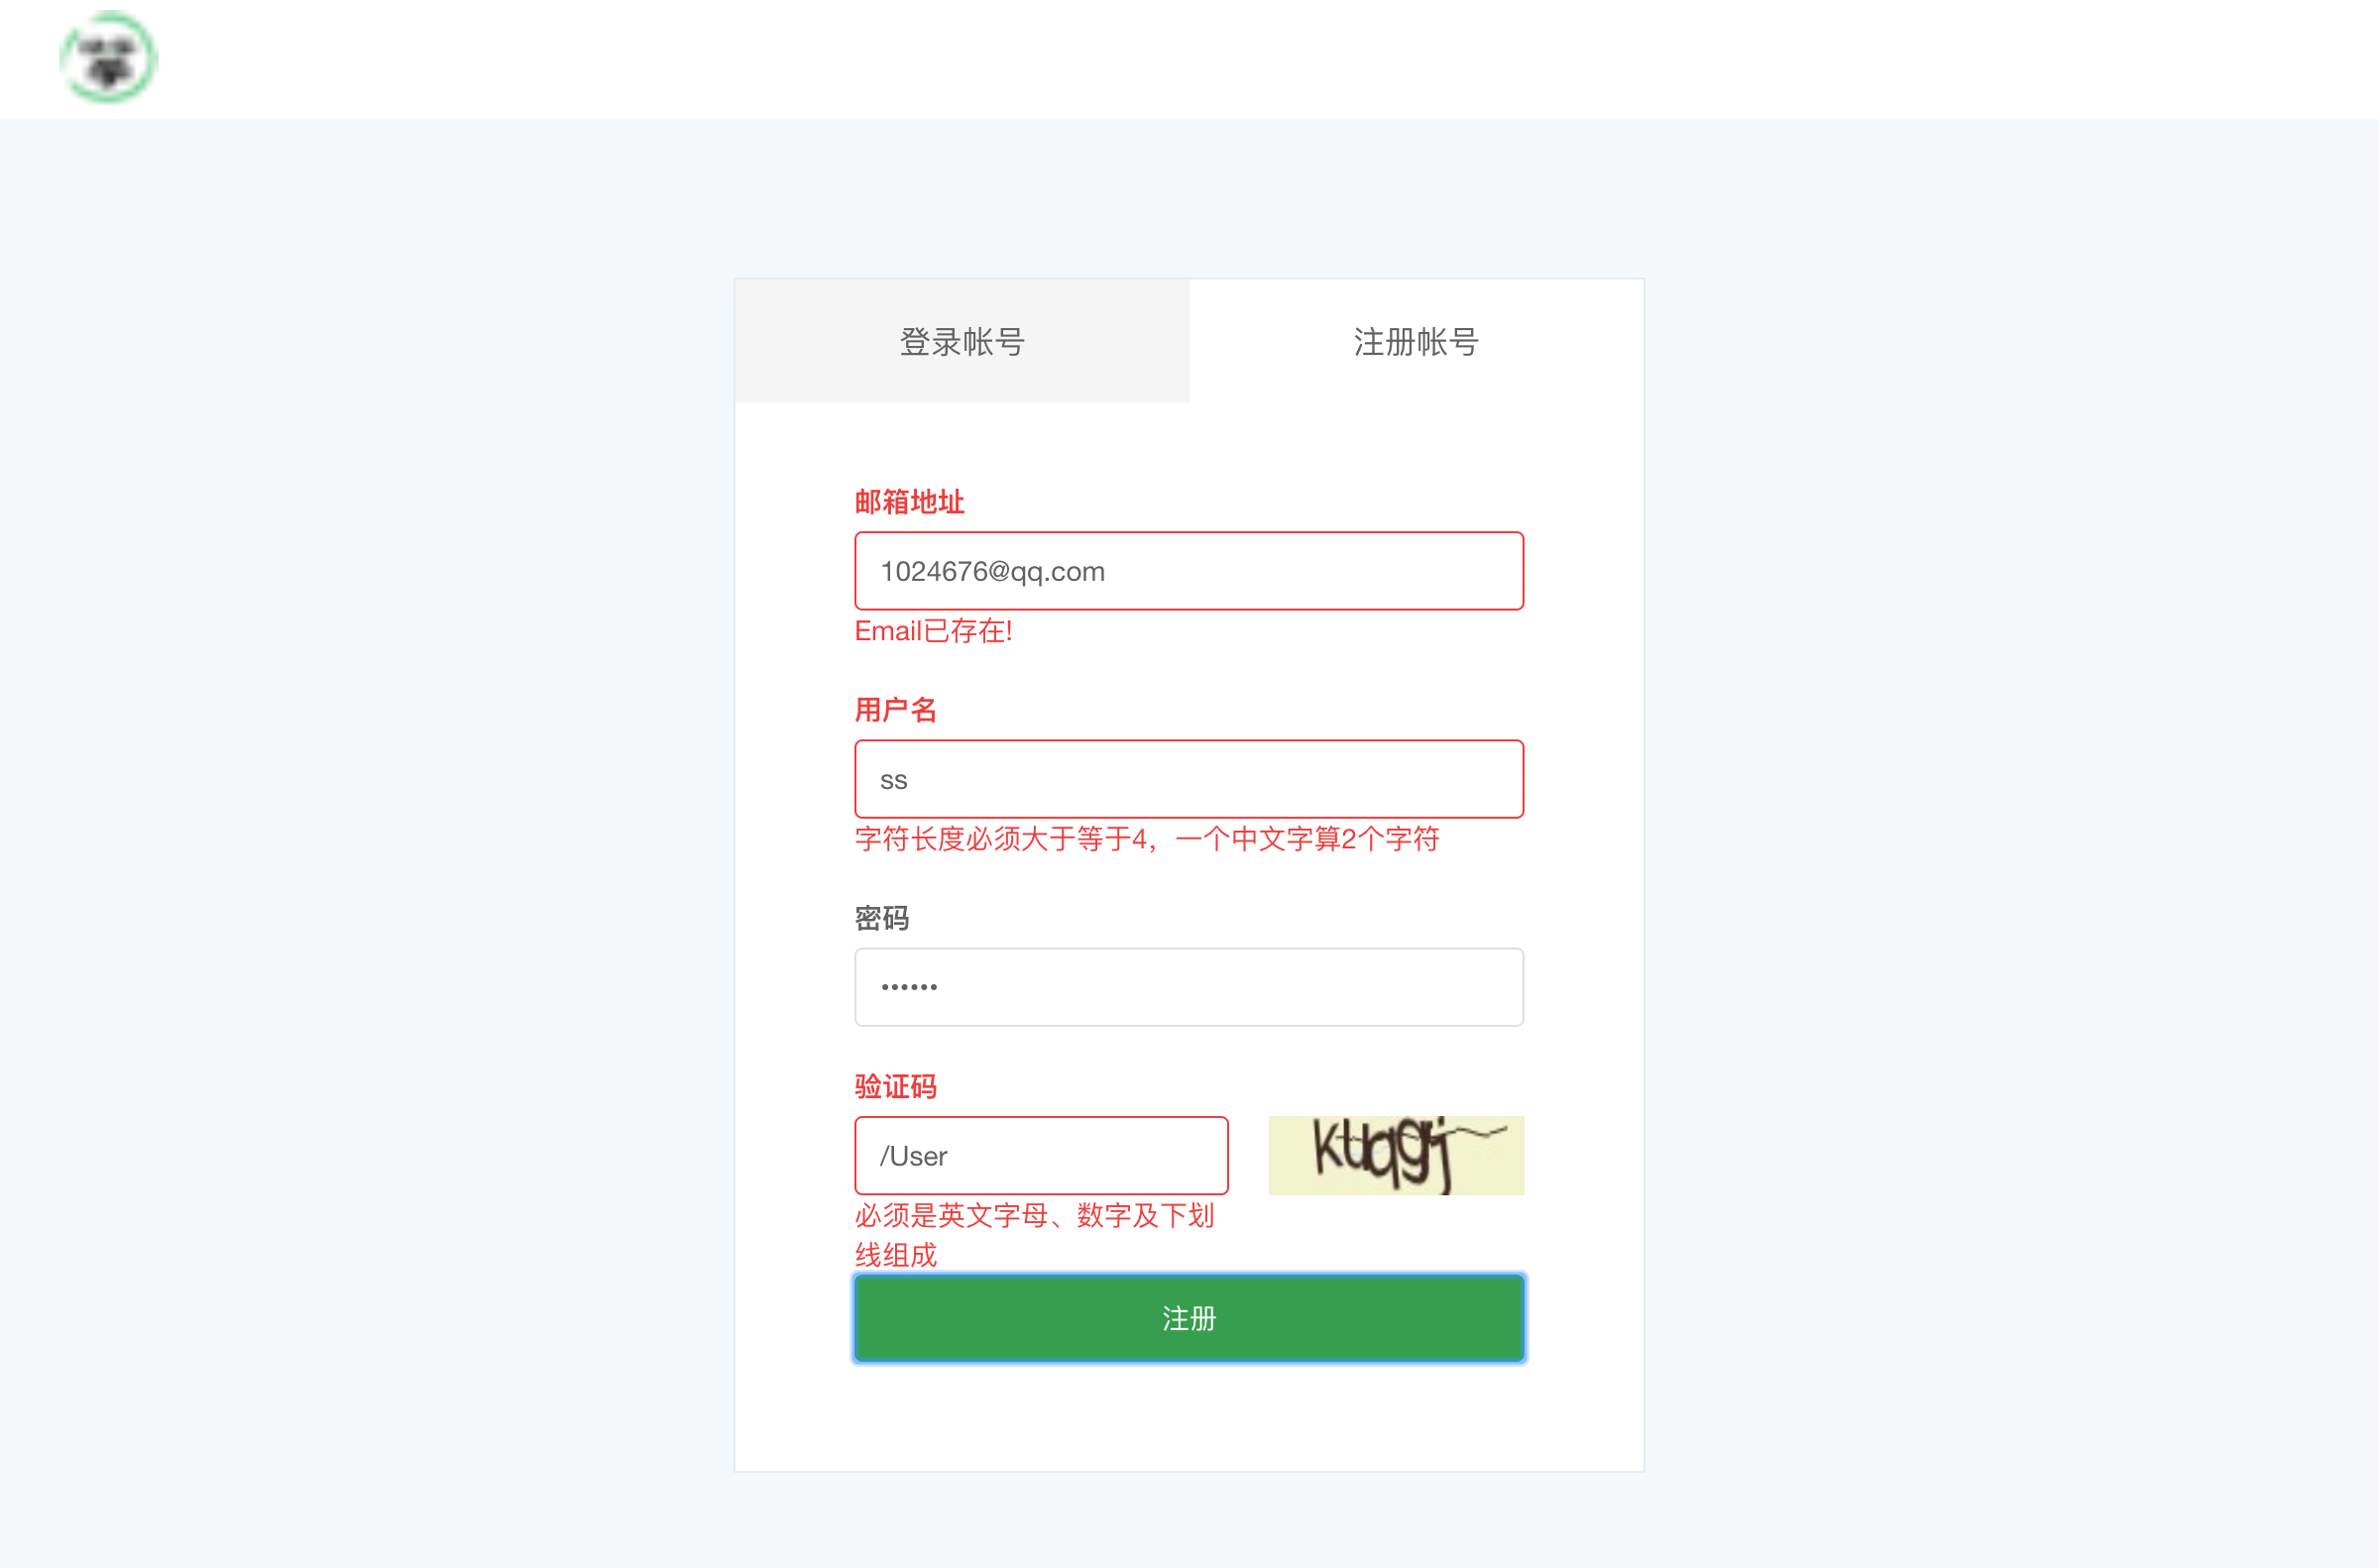 登录帐号
注册帐号
邮箱地址
1024676@qq.com
Email已存在!
用户名
ss
字符长度必须大于等于4，一个中文字算2个字符
密码
••••••
验证码
/User
必须是英文字母、数字及下划
线组成
注册